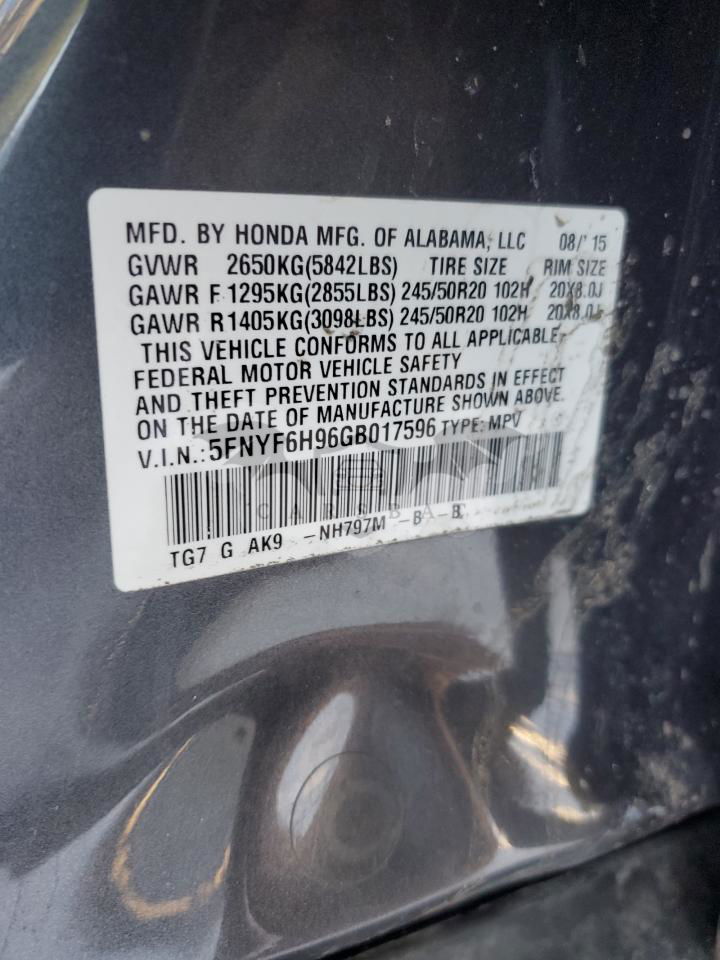 MFD. BY HONDA MFG. OF ALABAMA, LLC 08/'15
GVWR 2650KG(5842LBS) TIRE SIZE RIM SIZE
GAWR F 1295KG(2855LBS) 245/50R20 102H 20X8.0J
GAWR R 1405KG(3098LBS) 245/50R20 102H 20X8.0J
THIS VEHICLE CONFORMS TO ALL APPLICABLE
FEDERAL MOTOR VEHICLE SAFETY
AND THEFT PREVENTION STANDARDS IN EFFECT
ON THE DATE OF MANUFACTURE SHOWN ABOVE.
V.I.N.:5FNYF6H96GB017596 TYPE: MPV
CARSBAE
TG7 G AK9 -NH797M -B -B